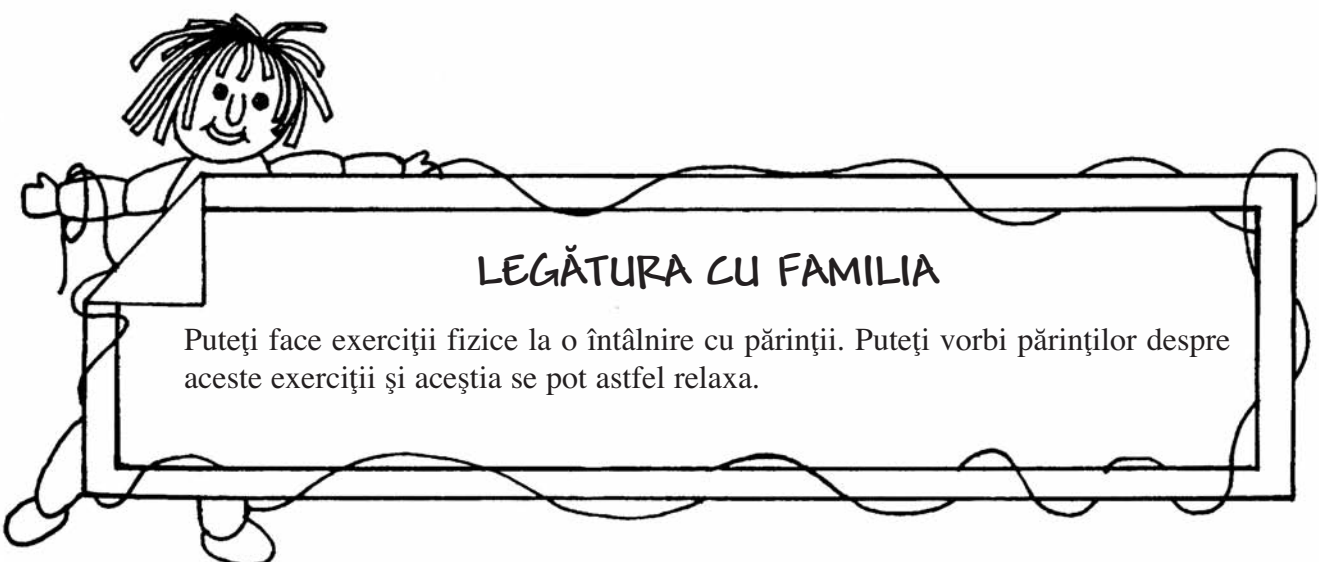 LEGĂTURA CU FAMILIA
Puteţi face exerciţii fizice la o întâlnire cu părinţii. Puteţi vorbi părinţilor despre
aceste exerciţii şi aceştia se pot astfel relaxa.